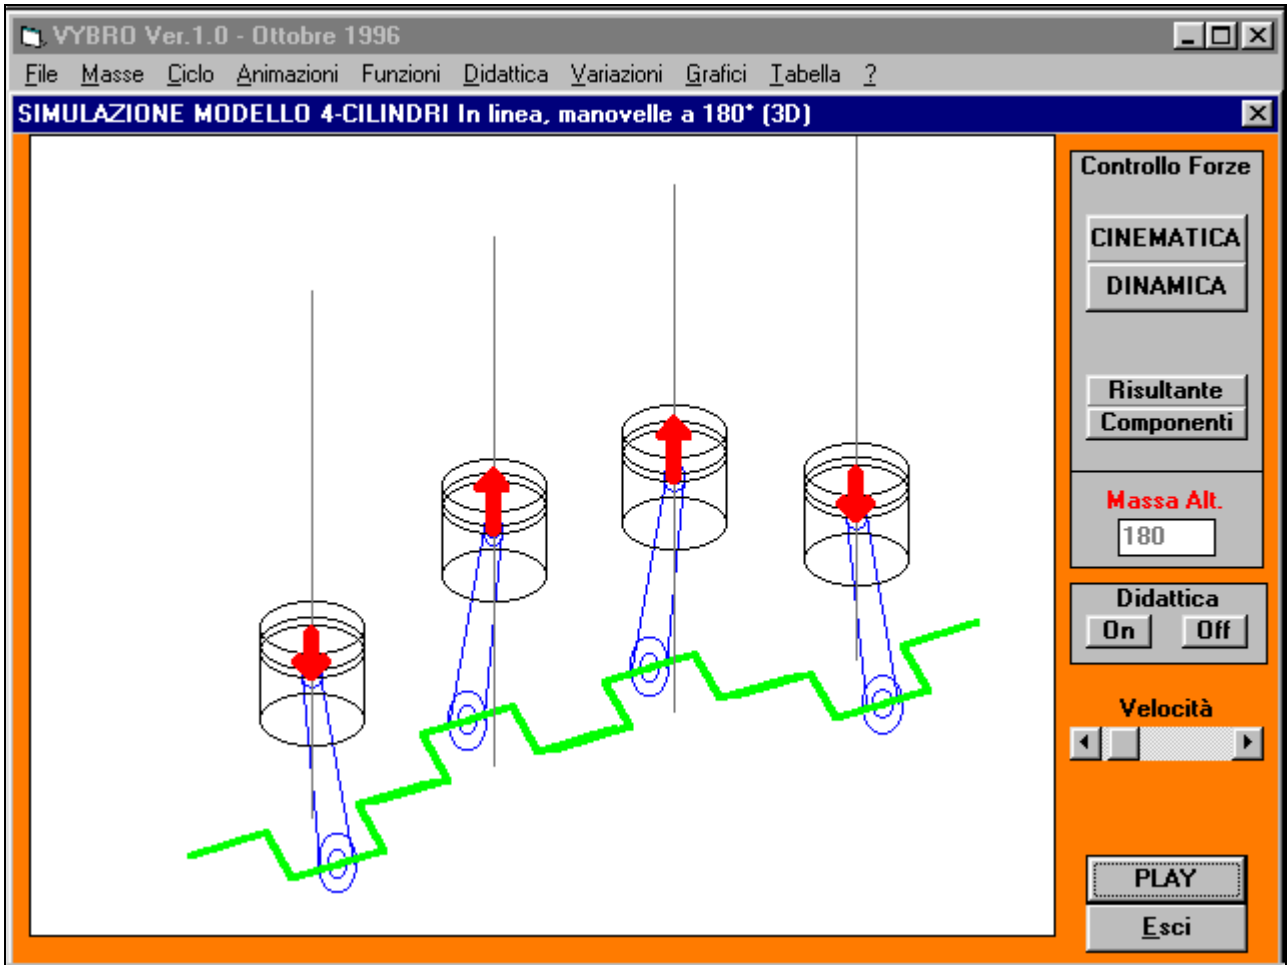 VYBRO Ver.1.0 - Ottobre 1996
File Masse Ciclo Animazioni Funzioni Didattica Variazioni Grafici Tabella ?
SIMULAZIONE MODELLO 4-CILINDRI In linea, manovelle a 180° (3D)
Controllo Forze
CINEMATICA
DINAMICA
Risultante
Componenti
Massa Alt.
180
Didattica
On Off
Velocità
PLAY
Esci